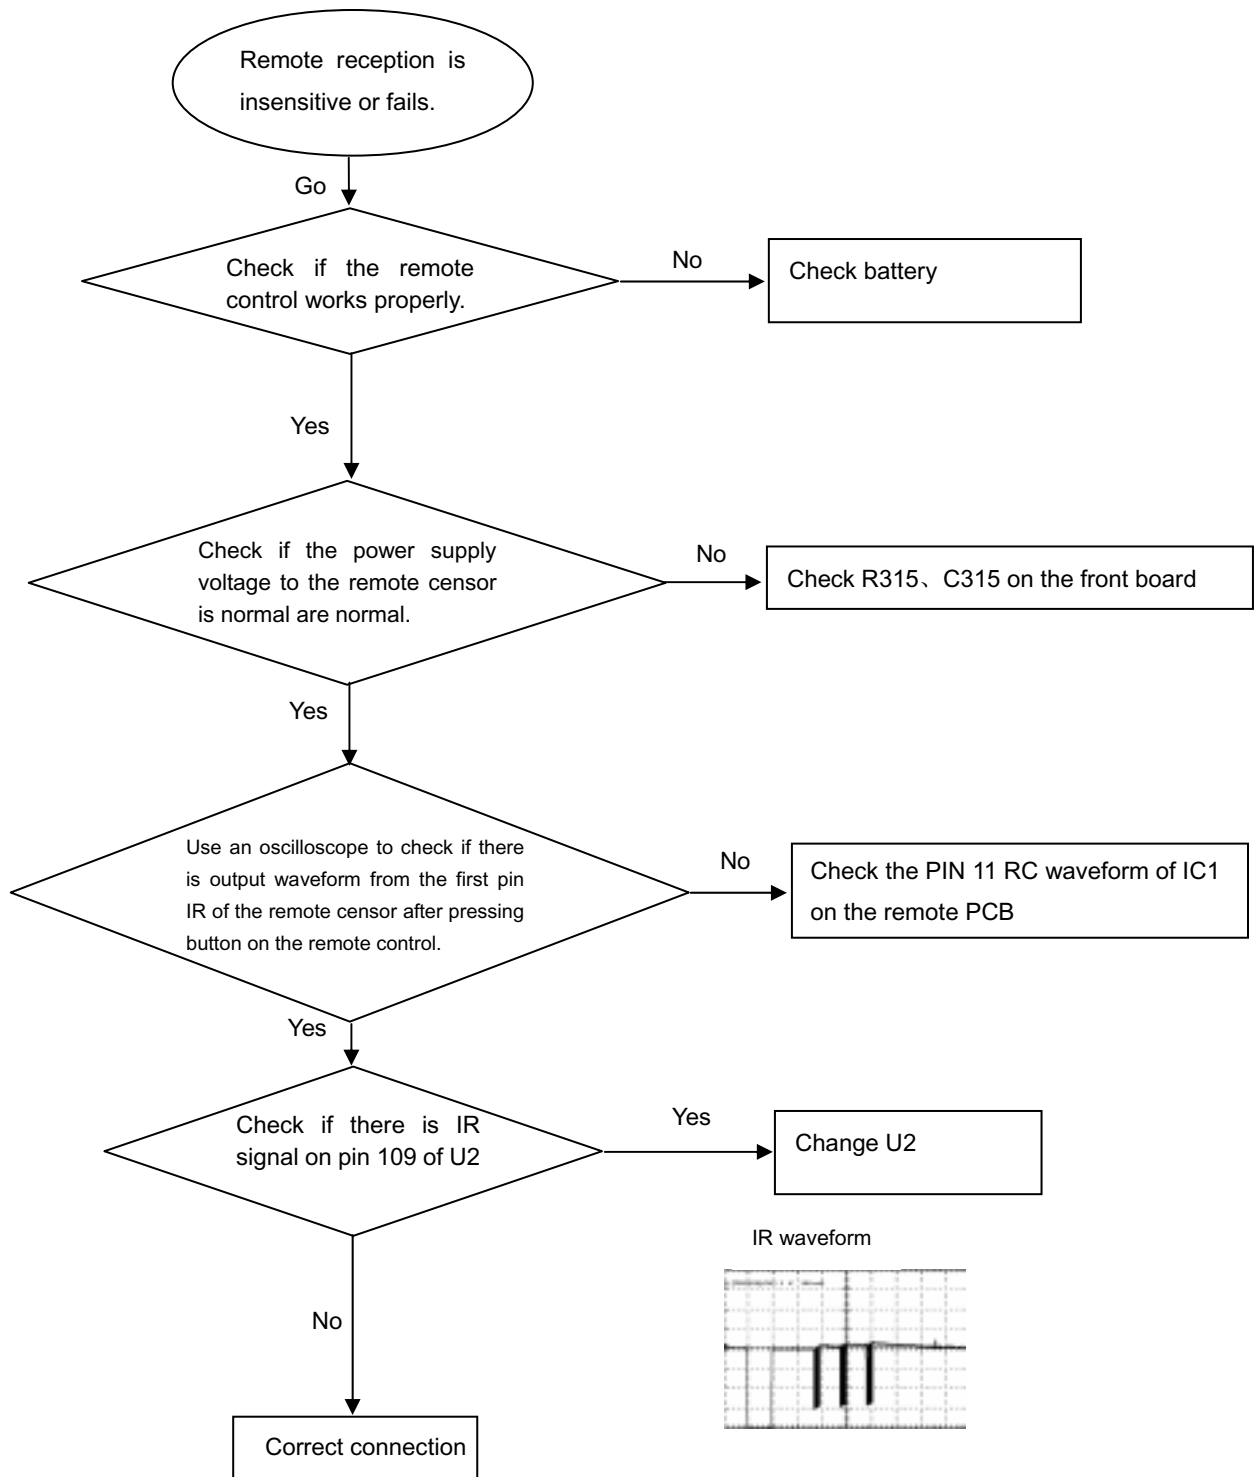 Remote reception is
insensitive or fails.
Go
Check if the remote
control works properly.
No
Check battery
Yes
Check if the power supply
voltage to the remote censor
is normal are normal.
No
Check R315、C315 on the front board
Yes
Use an oscilloscope to check if there
is output waveform from the first pin
IR of the remote censor after pressing
button on the remote control.
No
Check the PIN 11 RC waveform of IC1
on the remote PCB
Yes
Check if there is IR
signal on pin 109 of U2
Yes
Change U2
IR waveform
No
Correct connection